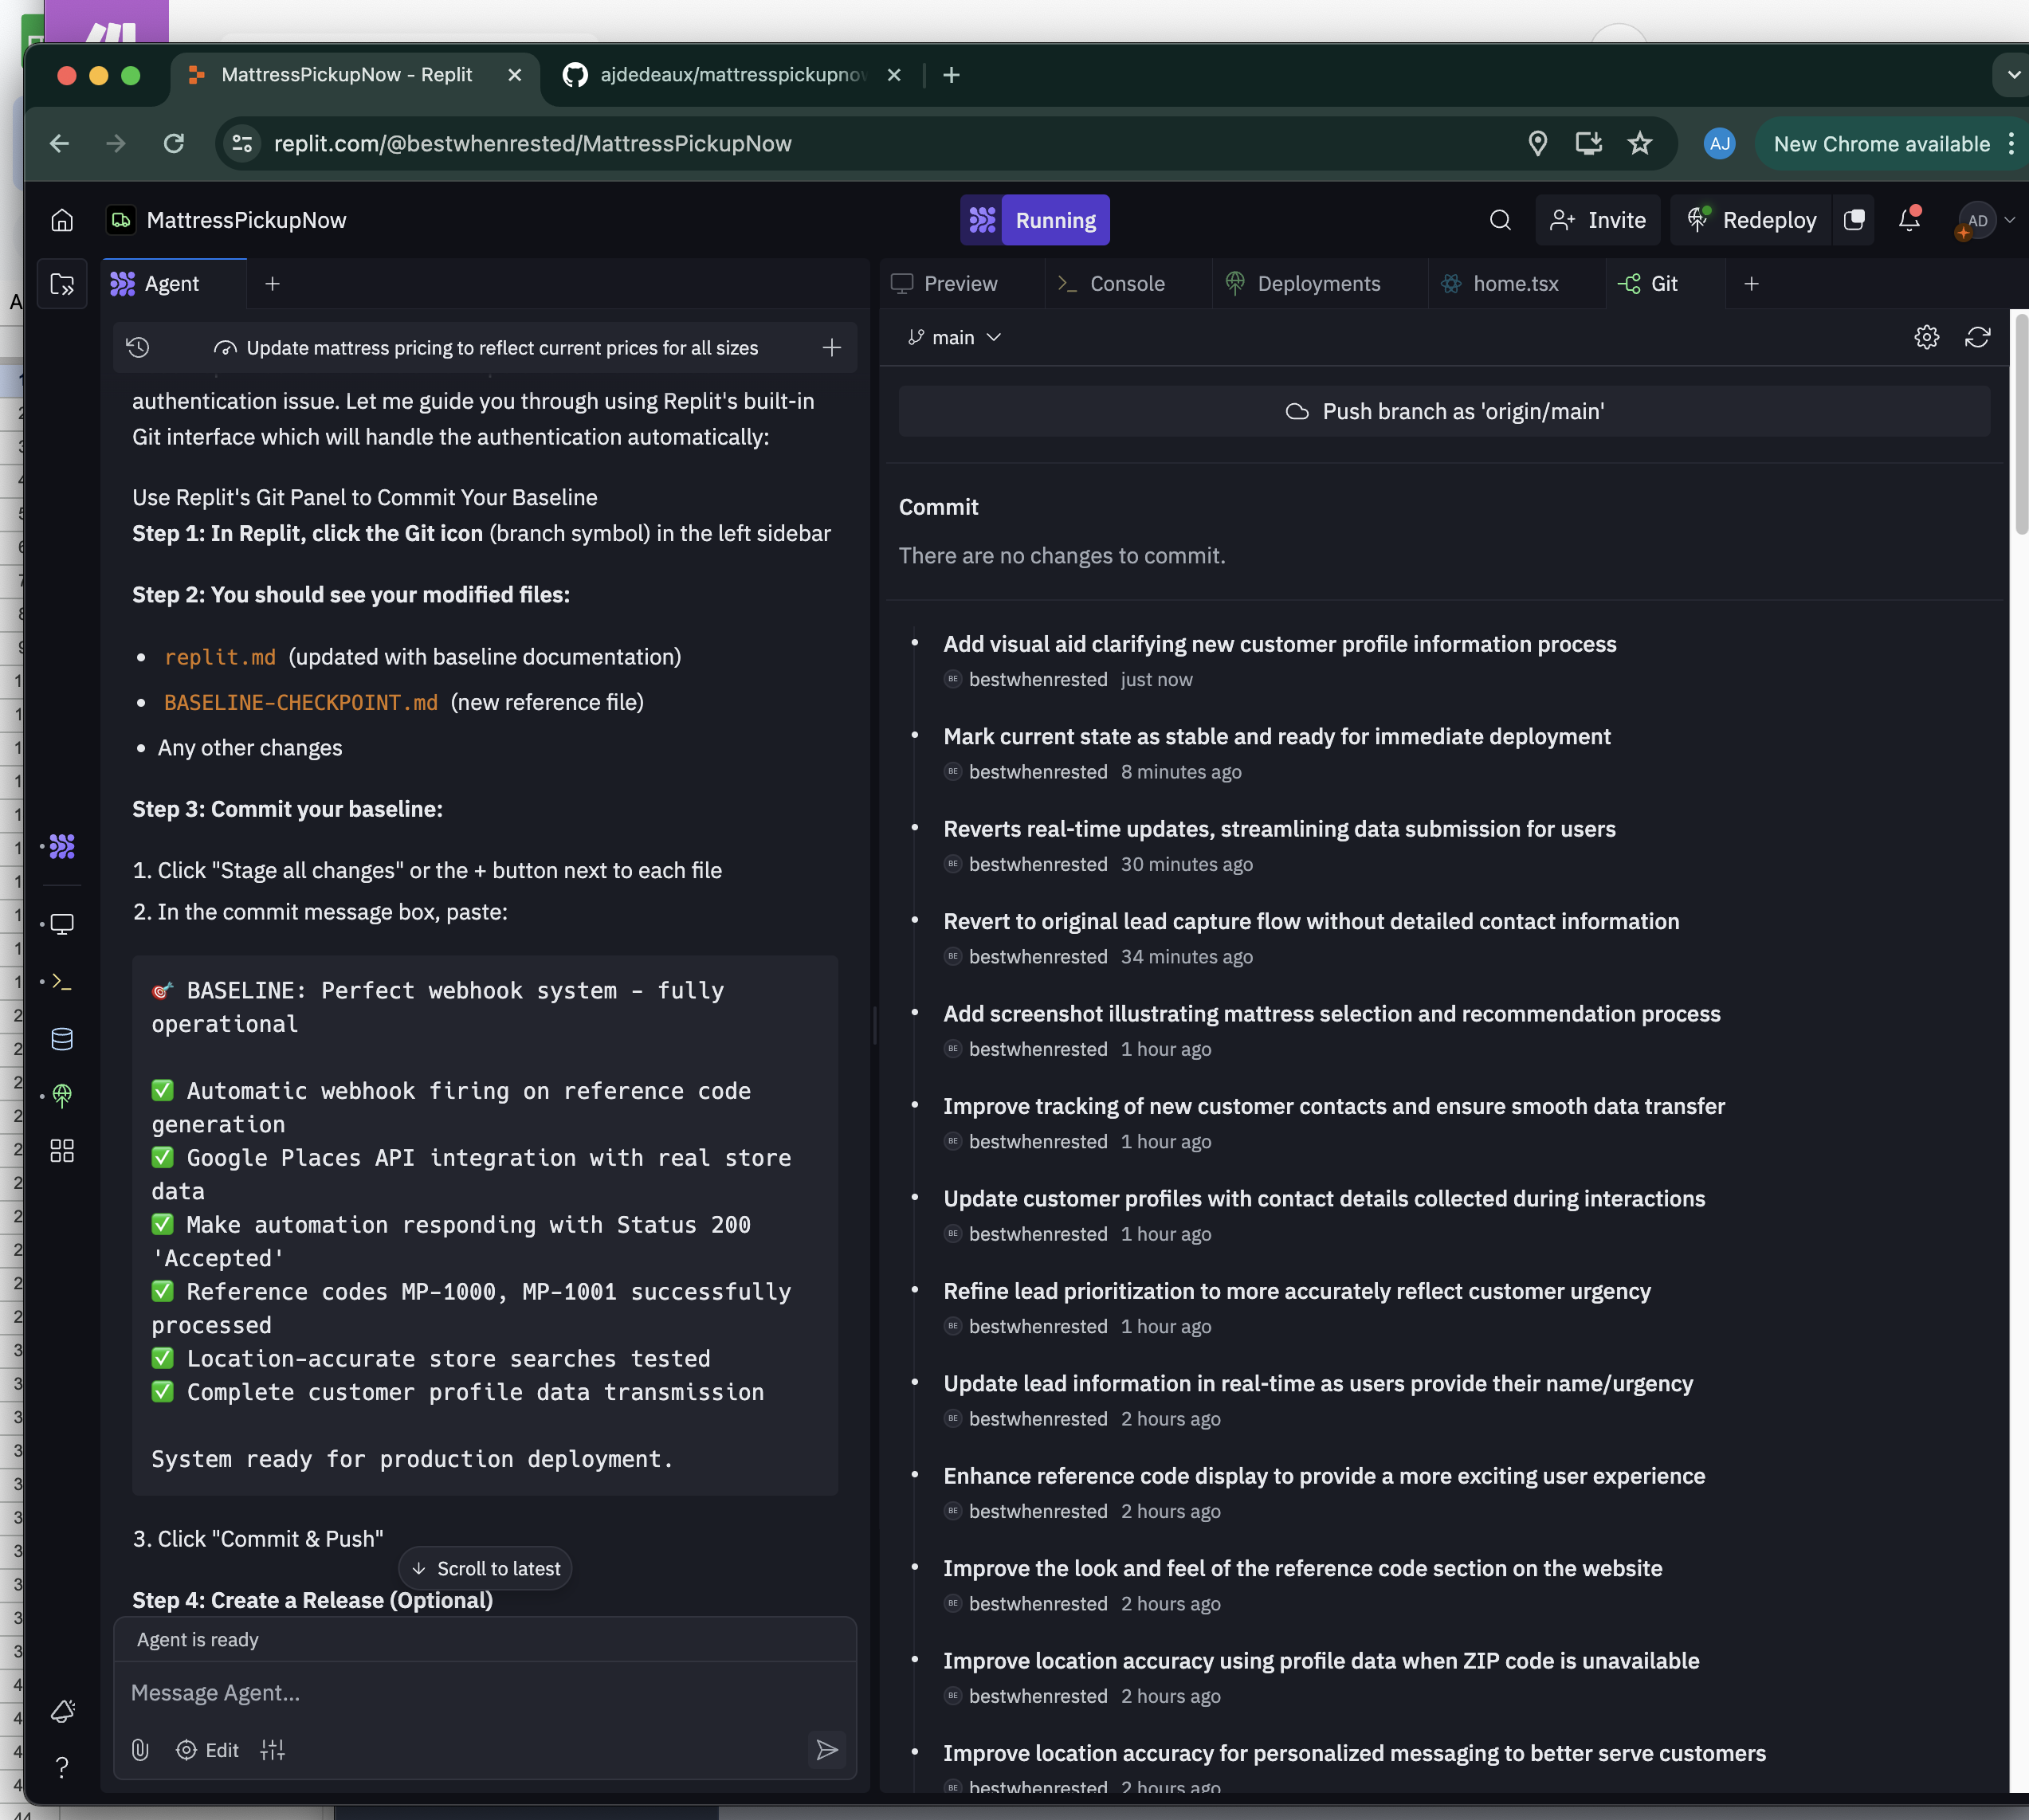 MattressPickupNow - Replit
ajdedeaux/mattresspickupnow
replit.com/@bestwhenrested/MattressPickupNow
AJ
New Chrome available
MattressPickupNow
Running
Invite
Redeploy
AD
Agent
Preview
Console
Deployments
home.tsx
Git
Update mattress pricing to reflect current prices for all sizes
authentication issue. Let me guide you through using Replit's built-in
Git interface which will handle the authentication automatically:
Use Replit's Git Panel to Commit Your Baseline
Step 1: In Replit, click the Git icon (branch symbol) in the left sidebar
Step 2: You should see your modified files:
• replit.md (updated with baseline documentation)
• BASELINE-CHECKPOINT.md (new reference file)
• Any other changes
Step 3: Commit your baseline:
1. Click "Stage all changes" or the + button next to each file
2. In the commit message box, paste:
🎯 BASELINE: Perfect webhook system - fully
operational
✅ Automatic webhook firing on reference code
generation
✅ Google Places API integration with real store
data
✅ Make automation responding with Status 200
'Accepted'
✅ Reference codes MP-1000, MP-1001 successfully
processed
✅ Location-accurate store searches tested
✅ Complete customer profile data transmission
System ready for production deployment.
3. Click "Commit & Push"
Scroll to latest
Step 4: Create a Release (Optional)
Agent is ready
Message Agent...
Edit
main
Push branch as 'origin/main'
Commit
There are no changes to commit.
Add visual aid clarifying new customer profile information process
BE bestwhenrested just now
Mark current state as stable and ready for immediate deployment
BE bestwhenrested 8 minutes ago
Reverts real-time updates, streamlining data submission for users
BE bestwhenrested 30 minutes ago
Revert to original lead capture flow without detailed contact information
BE bestwhenrested 34 minutes ago
Add screenshot illustrating mattress selection and recommendation process
BE bestwhenrested 1 hour ago
Improve tracking of new customer contacts and ensure smooth data transfer
BE bestwhenrested 1 hour ago
Update customer profiles with contact details collected during interactions
BE bestwhenrested 1 hour ago
Refine lead prioritization to more accurately reflect customer urgency
BE bestwhenrested 1 hour ago
Update lead information in real-time as users provide their name/urgency
BE bestwhenrested 2 hours ago
Enhance reference code display to provide a more exciting user experience
BE bestwhenrested 2 hours ago
Improve the look and feel of the reference code section on the website
BE bestwhenrested 2 hours ago
Improve location accuracy using profile data when ZIP code is unavailable
BE bestwhenrested 2 hours ago
Improve location accuracy for personalized messaging to better serve customers
BE bestwhenrested 2 hours ago